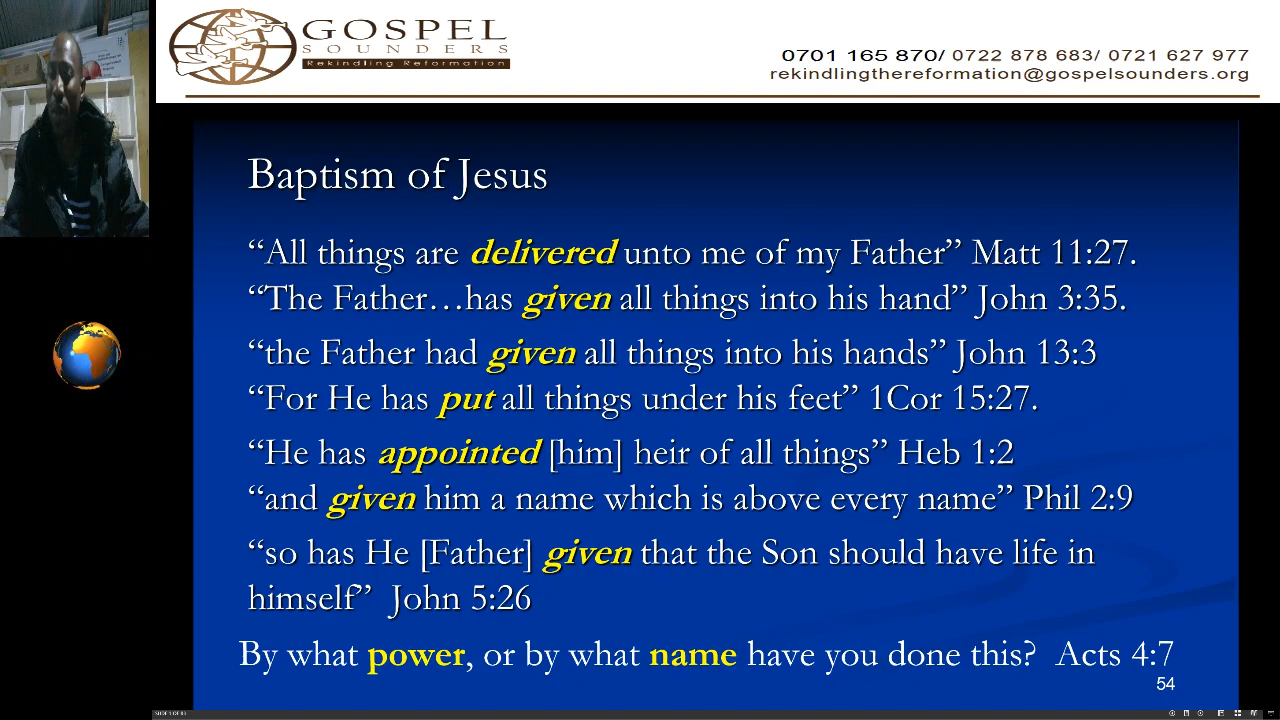 GOSPEL
SOUNDERS
Rekindling Reformation
0701 165 870/ 0722 878 683/ 0721 627 977
rekindlingthereformation@gospelsounders.org
Baptism of Jesus
“All things are delivered unto me of my Father” Matt 11:27.
“The Father…has given all things into his hand” John 3:35.
“the Father had given all things into his hands” John 13:3
“For He has put all things under his feet” 1Cor 15:27.
“He has appointed [him] heir of all things” Heb 1:2
“and given him a name which is above every name” Phil 2:9
“so has He [Father] given that the Son should have life in
himself” John 5:26
By what power, or by what name have you done this? Acts 4:7
54